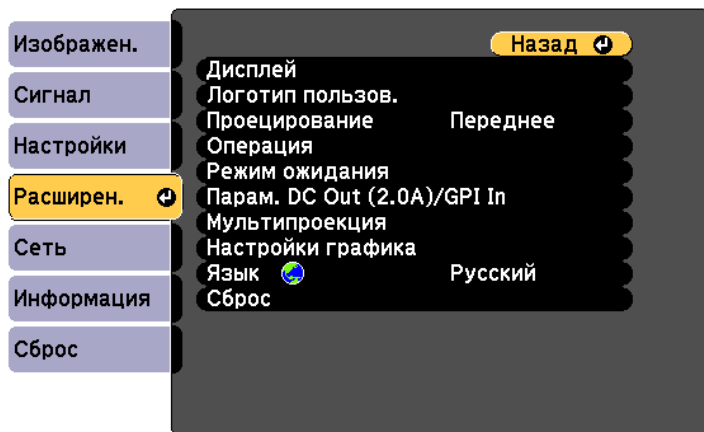 Изображен.
Сигнал
Настройки
Расширен.
Сеть
Информация
Сброс
Назад
Дисплей
Логотип пользов.
Проецирование Переднее
Операция
Режим ожидания
Парам. DC Out (2.0A)/GPI In
Мультипроекция
Настройки графика
Язык Русский
Сброс